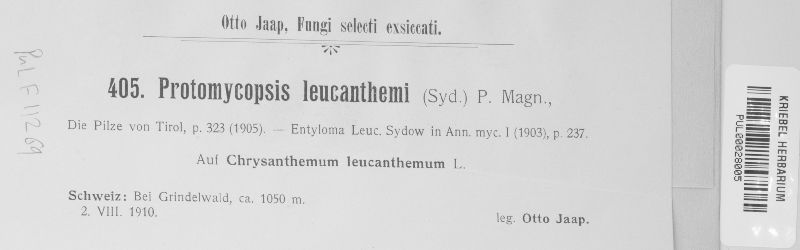 Otto Jaap, Fungi selecti exsiccati.
405. Protomycopsis leucanthemi (Syd.) P. Magn.,
Die Pilze von Tirol, p. 323 (1905). — Entyloma Leuc. Sydow in Ann. myc. I (1903), p. 237.
Auf Chrysanthemum leucanthemum L.
Schweiz: Bei Grindelwald, ca. 1050 m.
2. VIII. 1910.
leg. Otto Jaap.
PUL F11269
KRIEBEL HERBARIUM
PUL00028005